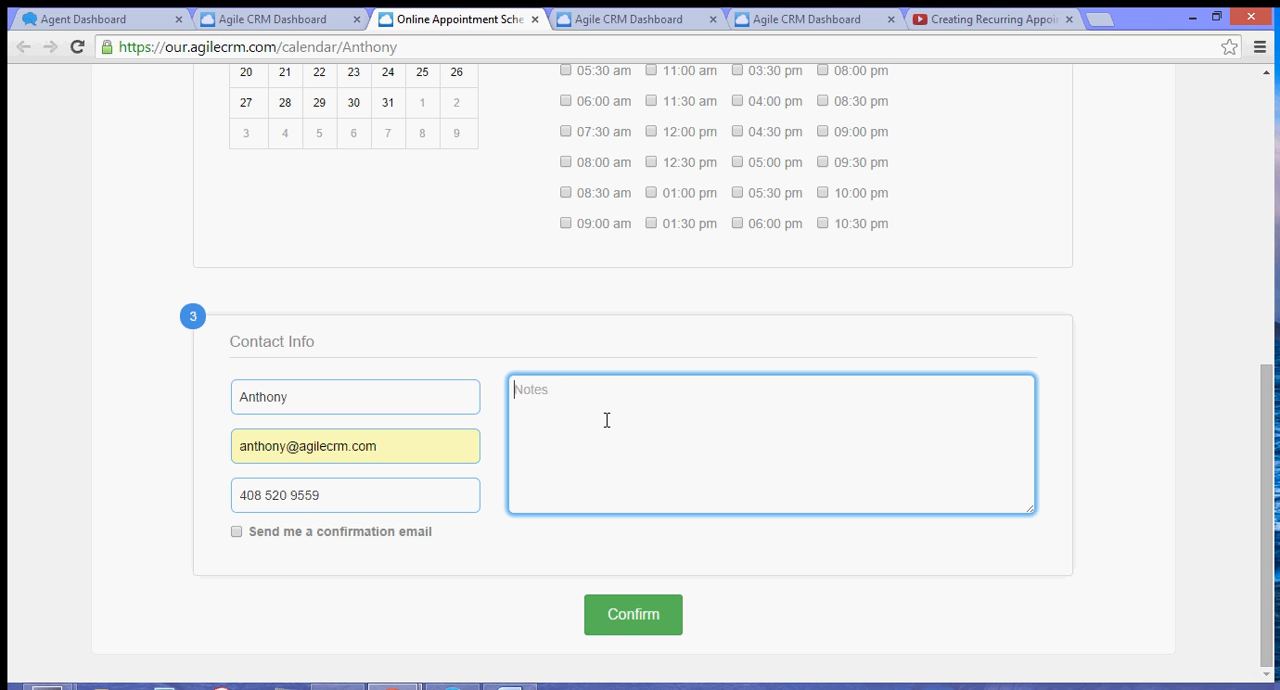 Agent Dashboard
Agile CRM Dashboard
Online Appointment Sche
Agile CRM Dashboard
Agile CRM Dashboard
Creating Recurring Appoi
https://our.agilecrm.com/calendar/Anthony
20 21 22 23 24 25 26
27 28 29 30 31 1 2
3 4 5 6 7 8 9
05:30 am 11:00 am 03:30 pm 08:00 pm
06:00 am 11:30 am 04:00 pm 08:30 pm
07:30 am 12:00 pm 04:30 pm 09:00 pm
08:00 am 12:30 pm 05:00 pm 09:30 pm
08:30 am 01:00 pm 05:30 pm 10:00 pm
09:00 am 01:30 pm 06:00 pm 10:30 pm
3
Contact Info
Anthony
anthony@agilecrm.com
408 520 9559
Send me a confirmation email
Notes
Confirm